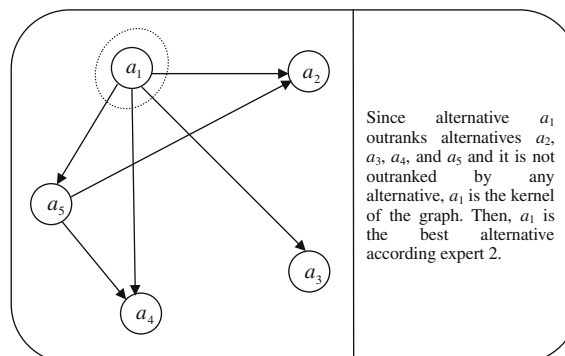 a1
a2
a5
a3
a4
Since alternative a1
outranks alternatives a2,
a3, a4, and a5 and it is not
outranked by any
alternative, a1 is the kernel
of the graph. Then, a1 is
the best alternative
according expert 2.